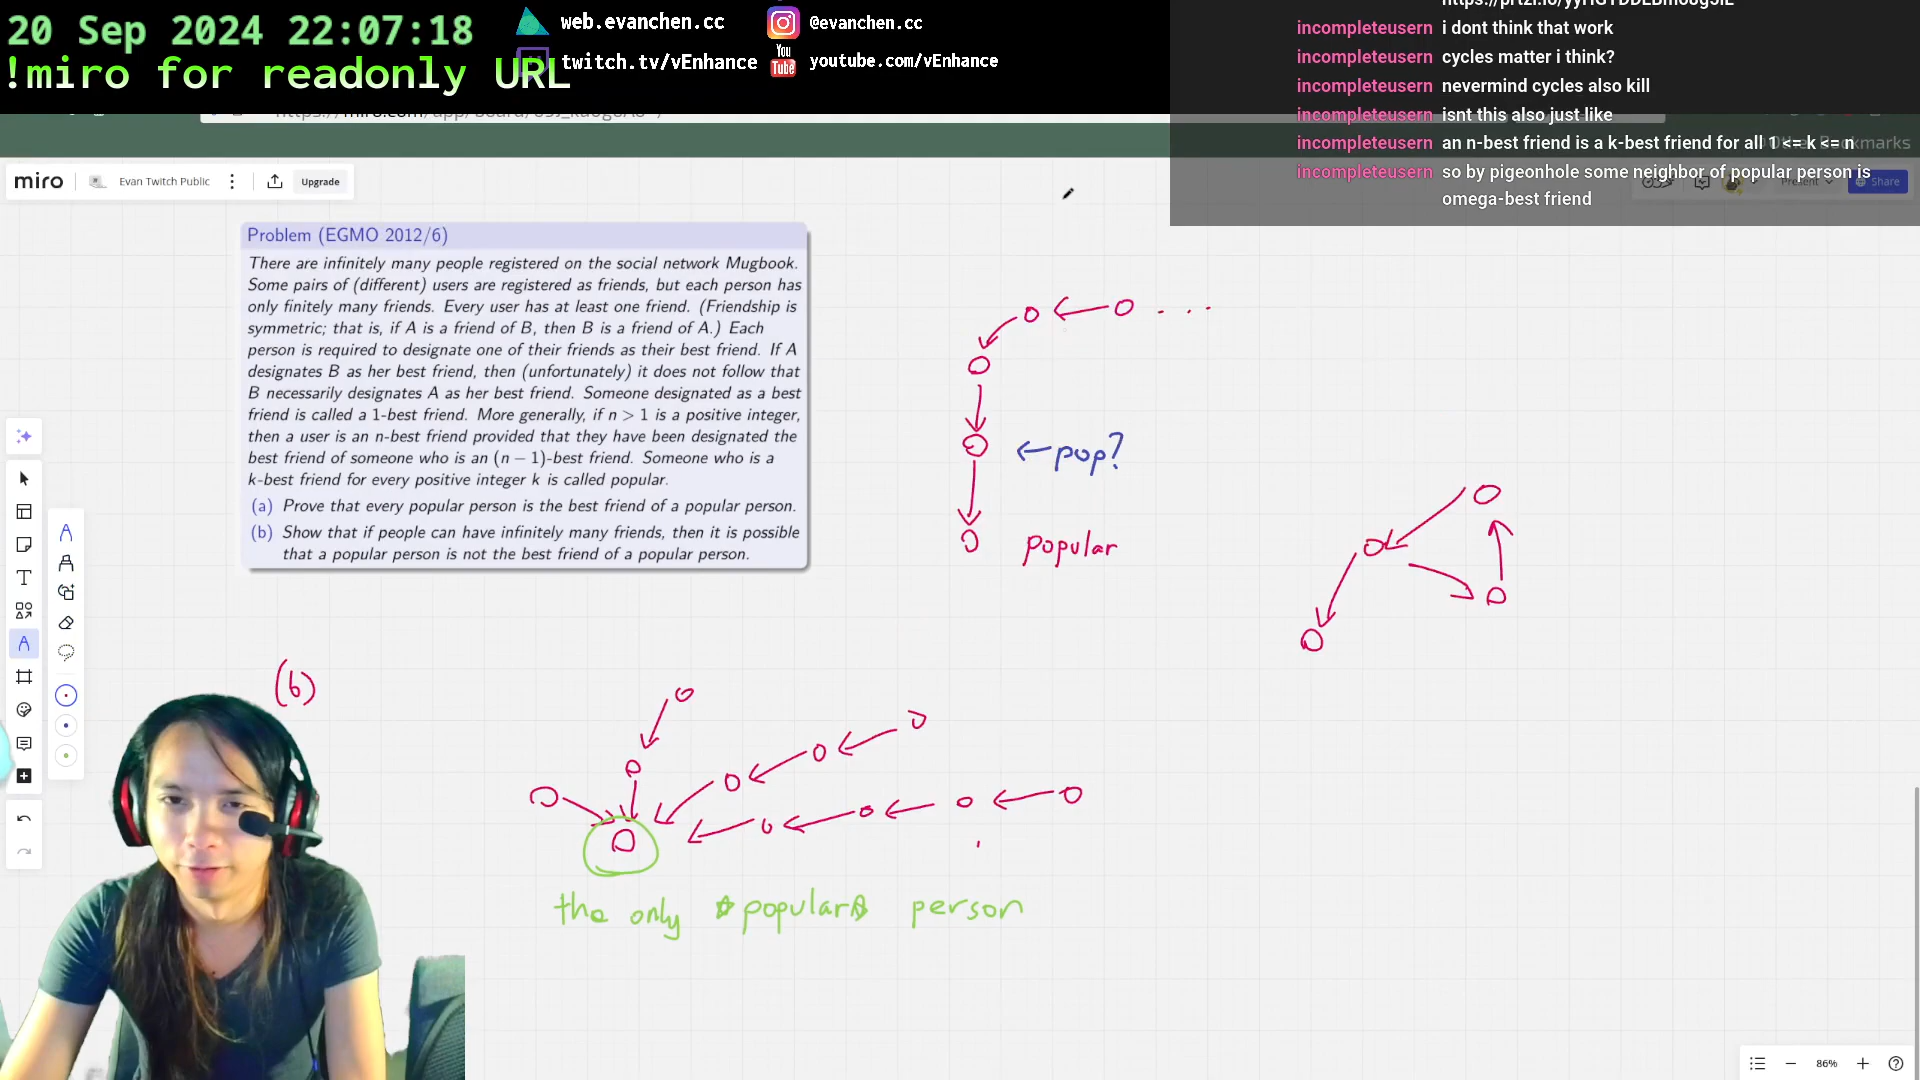 20 Sep 2024 22:07:18
!miro for readonly URL
web.evanchen.cc
@evanchen.cc
twitch.tv/vEnhance
You
Tube
youtube.com/vEnhance
incompleteusern i dont think that work
incompleteusern cycles matter i think?
incompleteusern nevermind cycles also kill
incompleteusern isnt this also just like
incompleteusern an n-best friend is a k-best friend for all 1 <= k <= n
incompleteusern so by pigeonhole some neighbor of popular person is
omega-best friend
miro
Evan Twitch Public
Upgrade
Present
Share
Problem (EGMO 2012/6)
There are infinitely many people registered on the social network Mugbook.
Some pairs of (different) users are registered as friends, but each person has
only finitely many friends. Every user has at least one friend. (Friendship is
symmetric; that is, if A is a friend of B, then B is a friend of A.) Each
person is required to designate one of their friends as their best friend. If A
designates B as her best friend, then (unfortunately) it does not follow that
B necessarily designates A as her best friend. Someone designated as a best
friend is called a 1-best friend. More generally, if n > 1 is a positive integer,
then a user is an n-best friend provided that they have been designated the
best friend of someone who is an (n − 1)-best friend. Someone who is a
k-best friend for every positive integer k is called popular.
(a) Prove that every popular person is the best friend of a popular person.
(b) Show that if people can have infinitely many friends, then it is possible
that a popular person is not the best friend of a popular person.
pop?
popular
(b)
the only popular person
86%